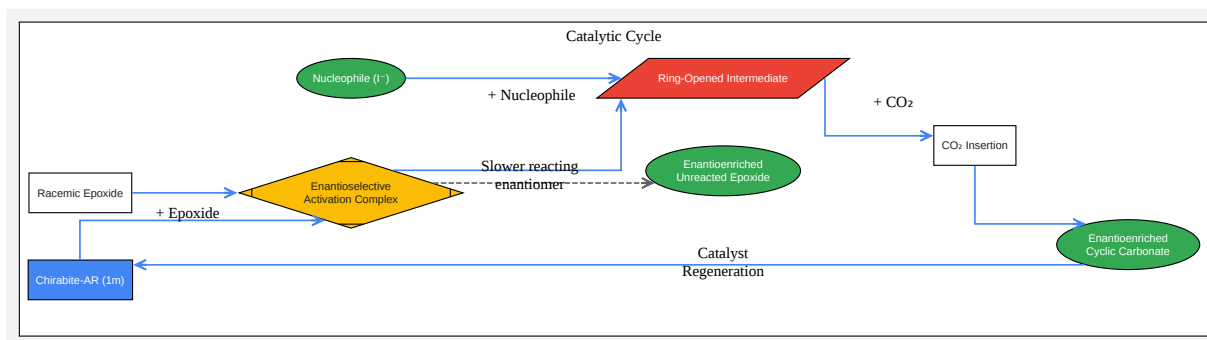 Catalytic Cycle
Nucleophile (I⁻)
Ring-Opened Intermediate
+ Nucleophile
+ CO₂
CO₂ Insertion
Slower reacting
enantiomer
Enantioenriched
Unreacted Epoxide
Racemic Epoxide
Enantioselective
Activation Complex
+ Epoxide
Enantioenriched
Cyclic Carbonate
Catalyst
Regeneration
Chirabite-AR (1m)